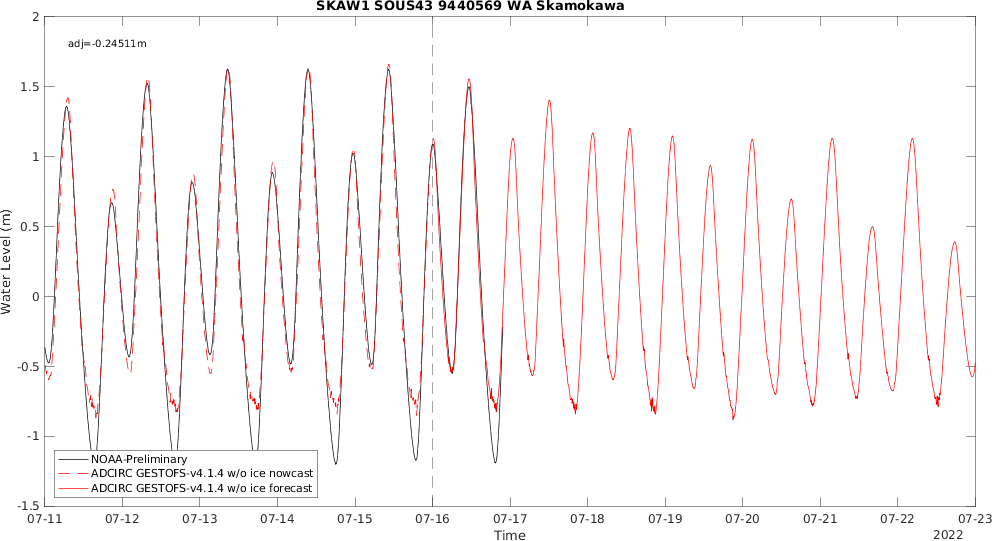 SKAW1 SOUS43 9440569 WA Skamokawa
adj=-0.24511m
2
1.5
1
0.5
0
-0.5
-1
-1.5
Water Level (m)
NOAA-Preliminary
ADCIRC GESTOFS-v4.1.4 w/o ice nowcast
ADCIRC GESTOFS-v4.1.4 w/o ice forecast
07-11 07-12 07-13 07-14 07-15 07-16 07-17 07-18 07-19 07-20 07-21 07-22 07-23
Time
2022